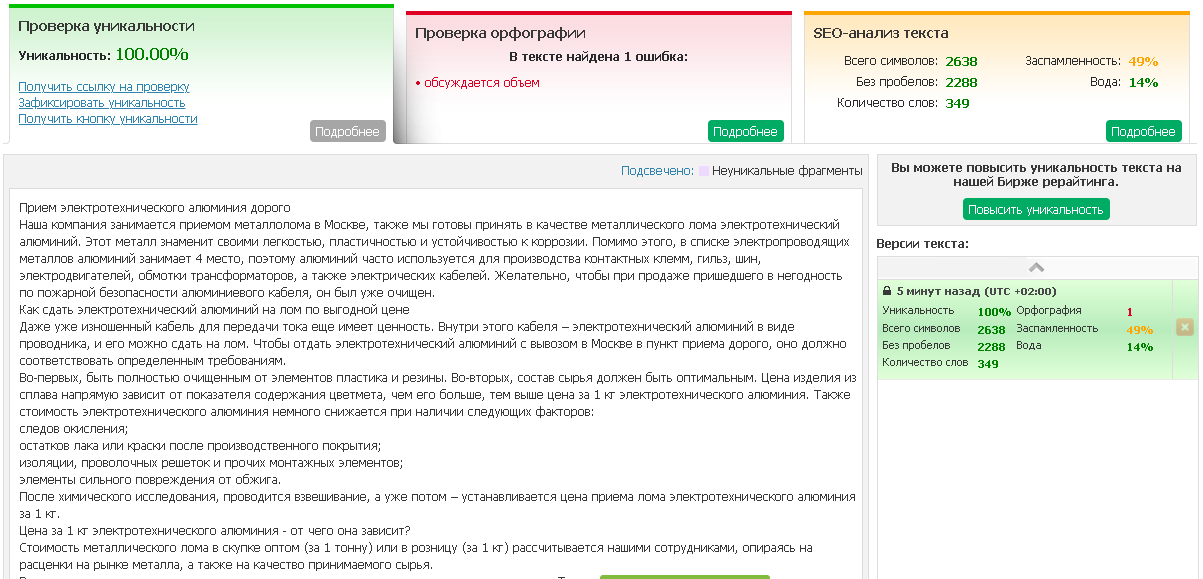 Проверка уникальности
Уникальность: 100.00%
Получить ссылку на проверку
Зафиксировать уникальность
Получить кнопку уникальности
Подробнее
Проверка орфографии
В тексте найдена 1 ошибка:
• обсуждается объем
Подробнее
SEO-анализ текста
Всего символов: 2638 Заспамленность: 49%
Без пробелов: 2288 Вода: 14%
Количество слов: 349
Подробнее
Подсвечено: Неуникальные фрагменты
Прием электротехнического алюминия дорого
Наша компания занимается приемом металлолома в Москве, также мы готовы принять в качестве металлического лома электротехнический
алюминий. Этот металл знаменит своими легкостью, пластичностью и устойчивостью к коррозии. Помимо этого, в списке электропроводящих
металлов алюминий занимает 4 место, поэтому алюминий часто используется для производства контактных клемм, гильз, шин,
электродвигателей, обмотки трансформаторов, а также электрических кабелей. Желательно, чтобы при продаже пришедшего в негодность
по пожарной безопасности алюминиевого кабеля, он был уже очищен.
Как сдать электротехнический алюминий на лом по выгодной цене
Даже уже изношенный кабель для передачи тока еще имеет ценность. Внутри этого кабеля – электротехнический алюминий в виде
проводника, и его можно сдать на лом. Чтобы отдать электротехнический алюминий с вывозом в Москве в пункт приема дорого, оно должно
соответствовать определенным требованиям.
Во-первых, быть полностью очищенным от элементов пластика и резины. Во-вторых, состав сырья должен быть оптимальным. Цена изделия из
сплава напрямую зависит от показателя содержания цветмета, чем его больше, тем выше цена за 1 кг электротехнического алюминия. Также
стоимость электротехнического алюминия немного снижается при наличии следующих факторов:
следов окисления;
остатков лака или краски после производственного покрытия;
изоляции, проволочных решеток и прочих монтажных элементов;
элементы сильного повреждения от обжига.
После химического исследования, проводится взвешивание, а уже потом – устанавливается цена приема лома электротехнического алюминия
за 1 кг.
Цена за 1 кг электротехнического алюминия - от чего она зависит?
Стоимость металлического лома в скупке оптом (за 1 тонну) или в розницу (за 1 кг) рассчитывается нашими сотрудниками, опираясь на
расценки на рынке металла, а также на качество принимаемого сырья.
Вы можете повысить уникальность текста на
нашей Бирже рерайтинга.
Повысить уникальность
Версии текста:
5 минут назад (UTC +02:00)
Уникальность 100% Орфография 1
Всего символов 2638 Заспамленность 49%
Без пробелов 2288 Вода 14%
Количество слов 349